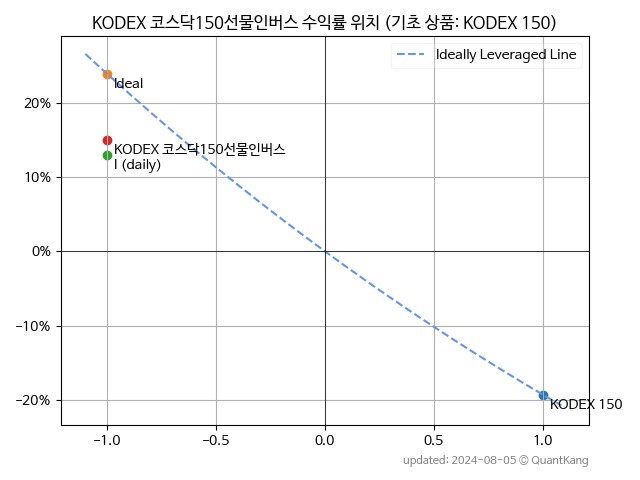 KODEX 코스닥150선물인버스 수익률 위치 (기초 상품: KODEX 150)
Ideally Leveraged Line
Ideal
20%
KODEX 코스닥150선물인버스
I (daily)
10%
0%
−10%
−20%
KODEX 150
−1.0 −0.5 0.0 0.5 1.0
updated: 2024-08-05 © QuantKang